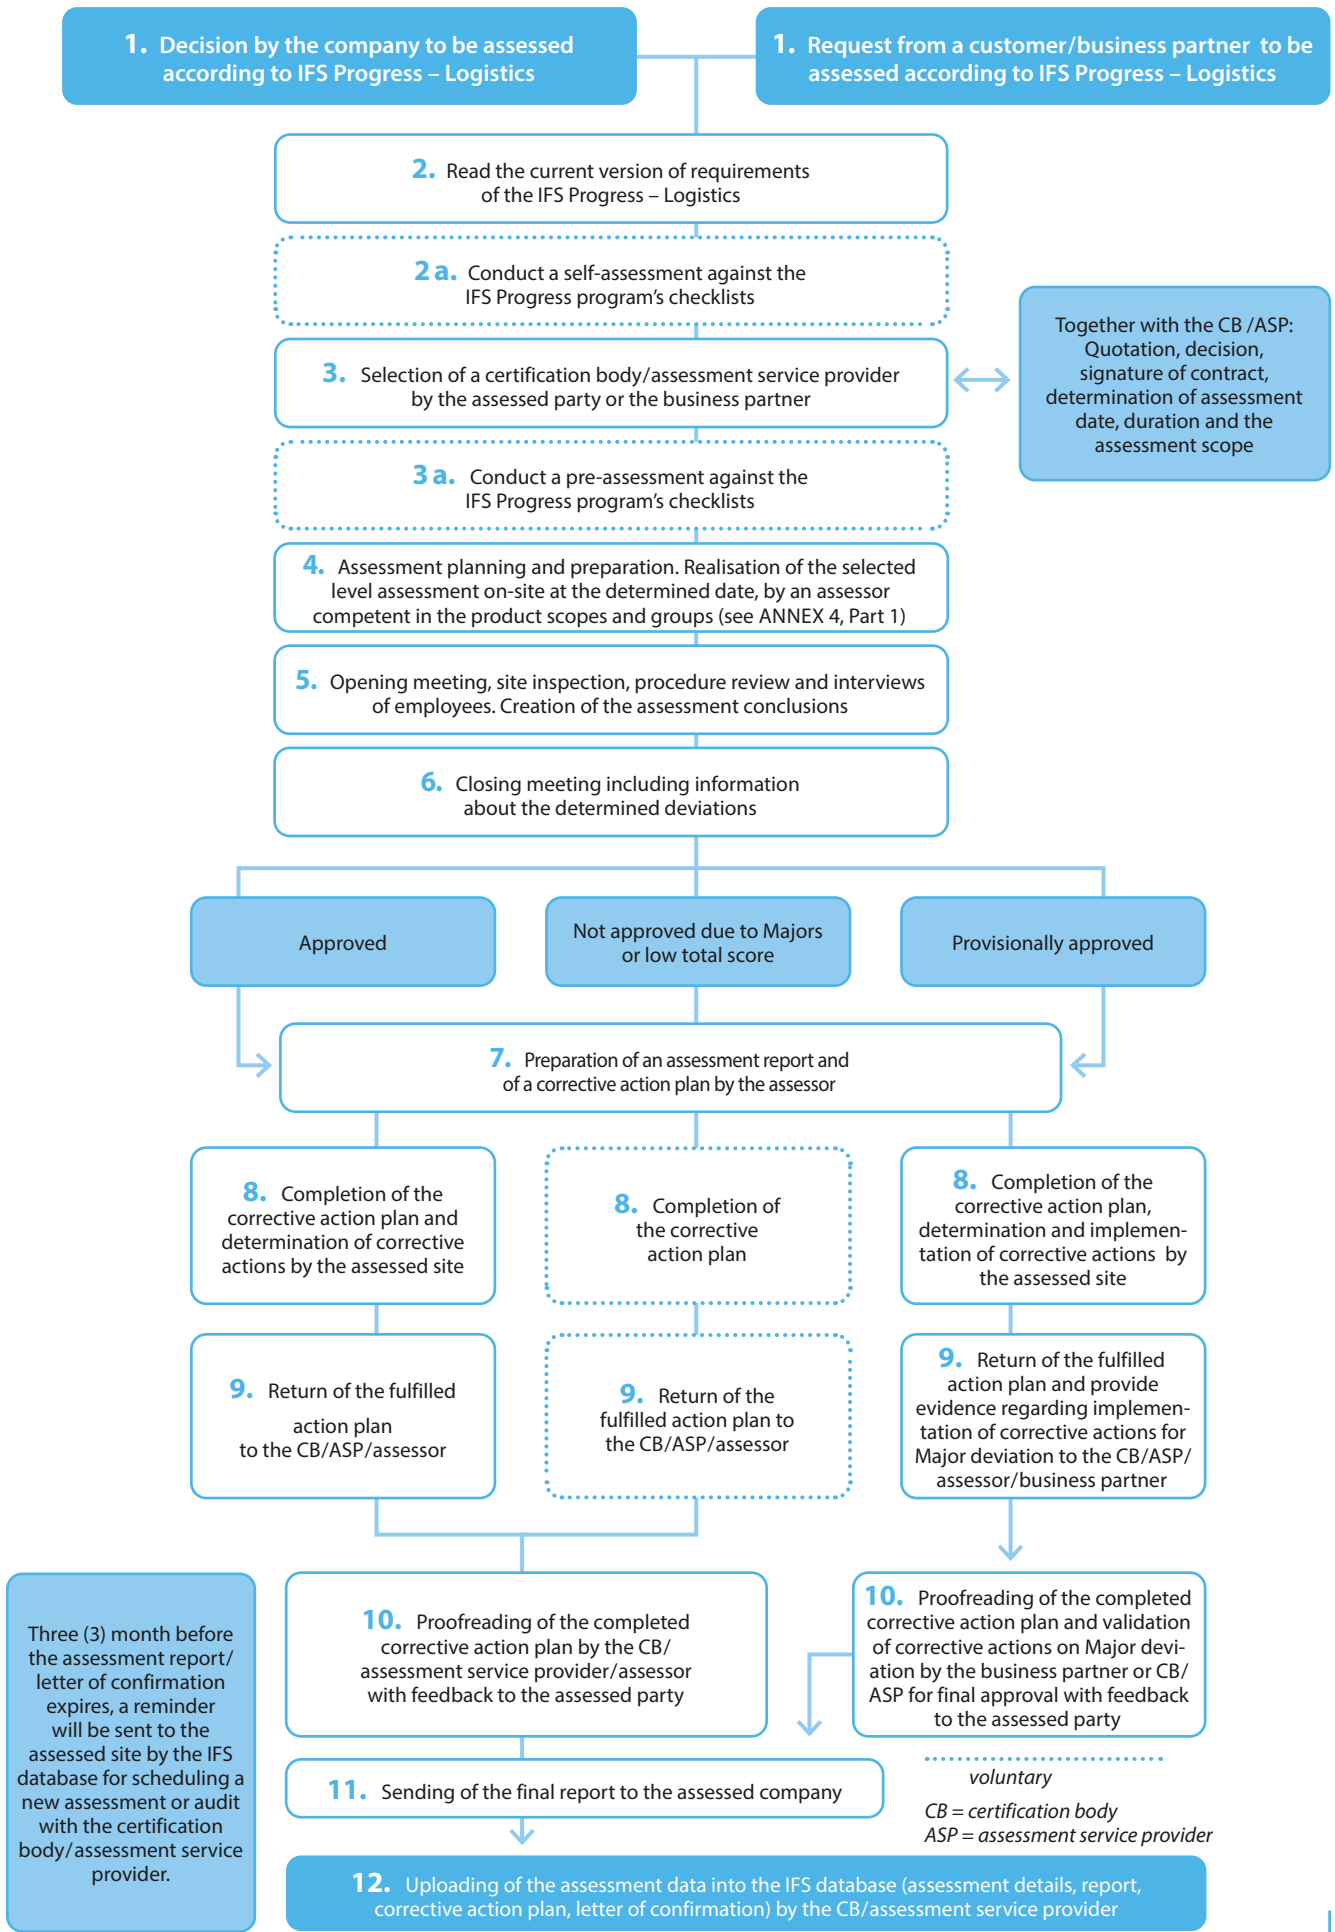 1. Decision by the company to be assessed
according to IFS Progress – Logistics
1. Request from a customer/business partner to be
assessed according to IFS Progress – Logistics
2. Read the current version of requirements
of the IFS Progress – Logistics
2 a. Conduct a self-assessment against the
IFS Progress program’s checklists
3. Selection of a certification body/assessment service provider
by the assessed party or the business partner
Together with the CB /ASP:
Quotation, decision,
signature of contract,
determination of assessment
date, duration and the
assessment scope
3 a. Conduct a pre-assessment against the
IFS Progress program’s checklists
4. Assessment planning and preparation. Realisation of the selected
level assessment on-site at the determined date, by an assessor
competent in the product scopes and groups (see ANNEX 4, Part 1)
5. Opening meeting, site inspection, procedure review and interviews
of employees. Creation of the assessment conclusions
6. Closing meeting including information
about the determined deviations
Approved
Not approved due to Majors
or low total score
Provisionally approved
7. Preparation of an assessment report and
of a corrective action plan by the assessor
8. Completion of the
corrective action plan and
determination of corrective
actions by the assessed site
8. Completion of
the corrective
action plan
8. Completion of the
corrective action plan,
determination and implemen-
tation of corrective actions by
the assessed site
9. Return of the fulfilled
action plan
to the CB/ASP/assessor
9. Return of the
fulfilled action plan to
the CB/ASP/assessor
9. Return of the fulfilled
action plan and provide
evidence regarding implemen-
tation of corrective actions for
Major deviation to the CB/ASP/
assessor/business partner
Three (3) month before
the assessment report/
letter of confirmation
expires, a reminder
will be sent to the
assessed site by the IFS
database for scheduling a
new assessment or audit
with the certification
body/assessment service
provider.
10. Proofreading of the completed
corrective action plan by the CB/
assessment service provider/assessor
with feedback to the assessed party
10. Proofreading of the completed
corrective action plan and validation
of corrective actions on Major devi-
ation by the business partner or CB/
ASP for final approval with feedback
to the assessed party
11. Sending of the final report to the assessed company
voluntary
CB = certification body
ASP = assessment service provider
12. Uploading of the assessment data into the IFS database (assessment details, report,
corrective action plan, letter of confirmation) by the CB/assessment service provider